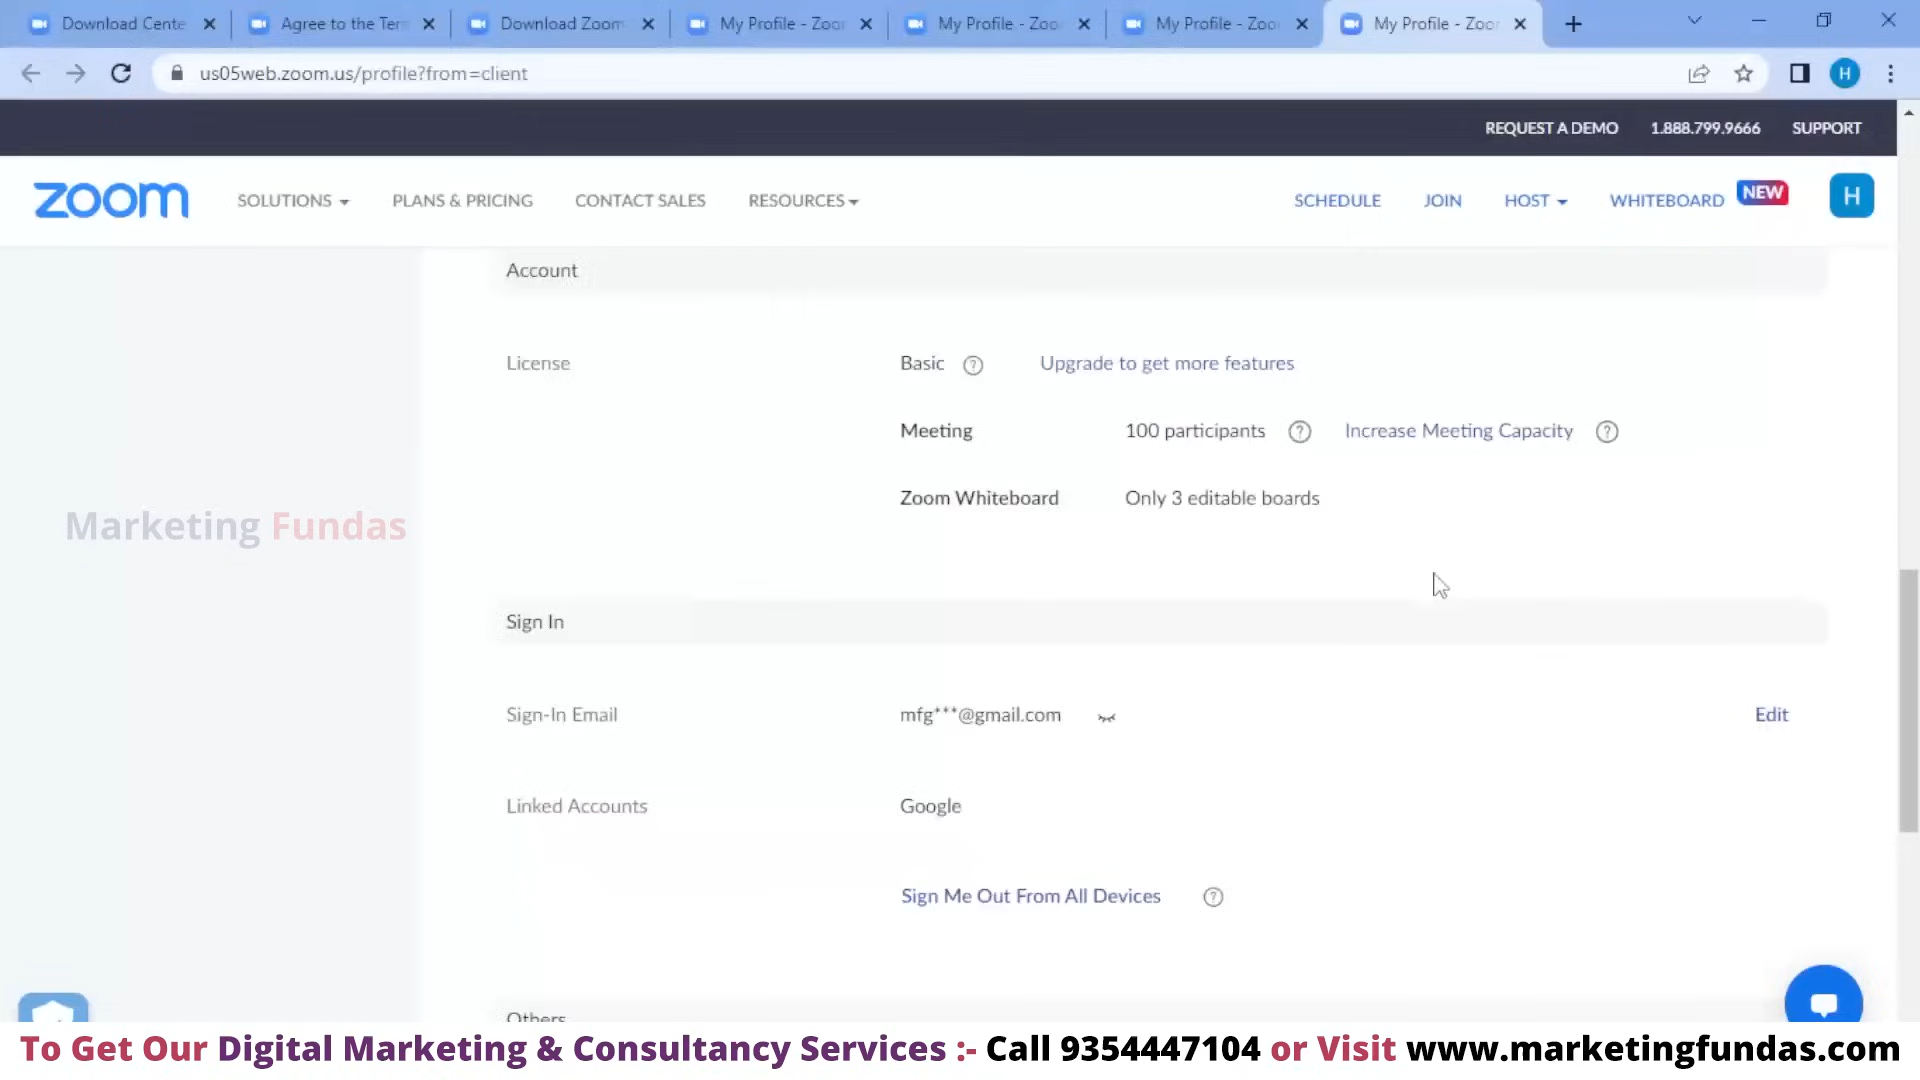 Download Cente
Agree to the Ter
Download Zoom
My Profile - Zoo
My Profile - Zoo
My Profile - Zoo
My Profile - Zoor
us05web.zoom.us/profile?from=client
H
REQUEST A DEMO 1.888.799.9666 SUPPORT
zoom SOLUTIONS PLANS & PRICING CONTACT SALES RESOURCES SCHEDULE JOIN HOST WHITEBOARD NEW H
Account
License Basic ? Upgrade to get more features
Meeting 100 participants ? Increase Meeting Capacity ?
Zoom Whiteboard Only 3 editable boards
Marketing Fundas
Sign In
Sign-In Email mfg***@gmail.com Edit
Linked Accounts Google
Sign Me Out From All Devices ?
Others
To Get Our Digital Marketing & Consultancy Services :- Call 9354447104 or Visit www.marketingfundas.com